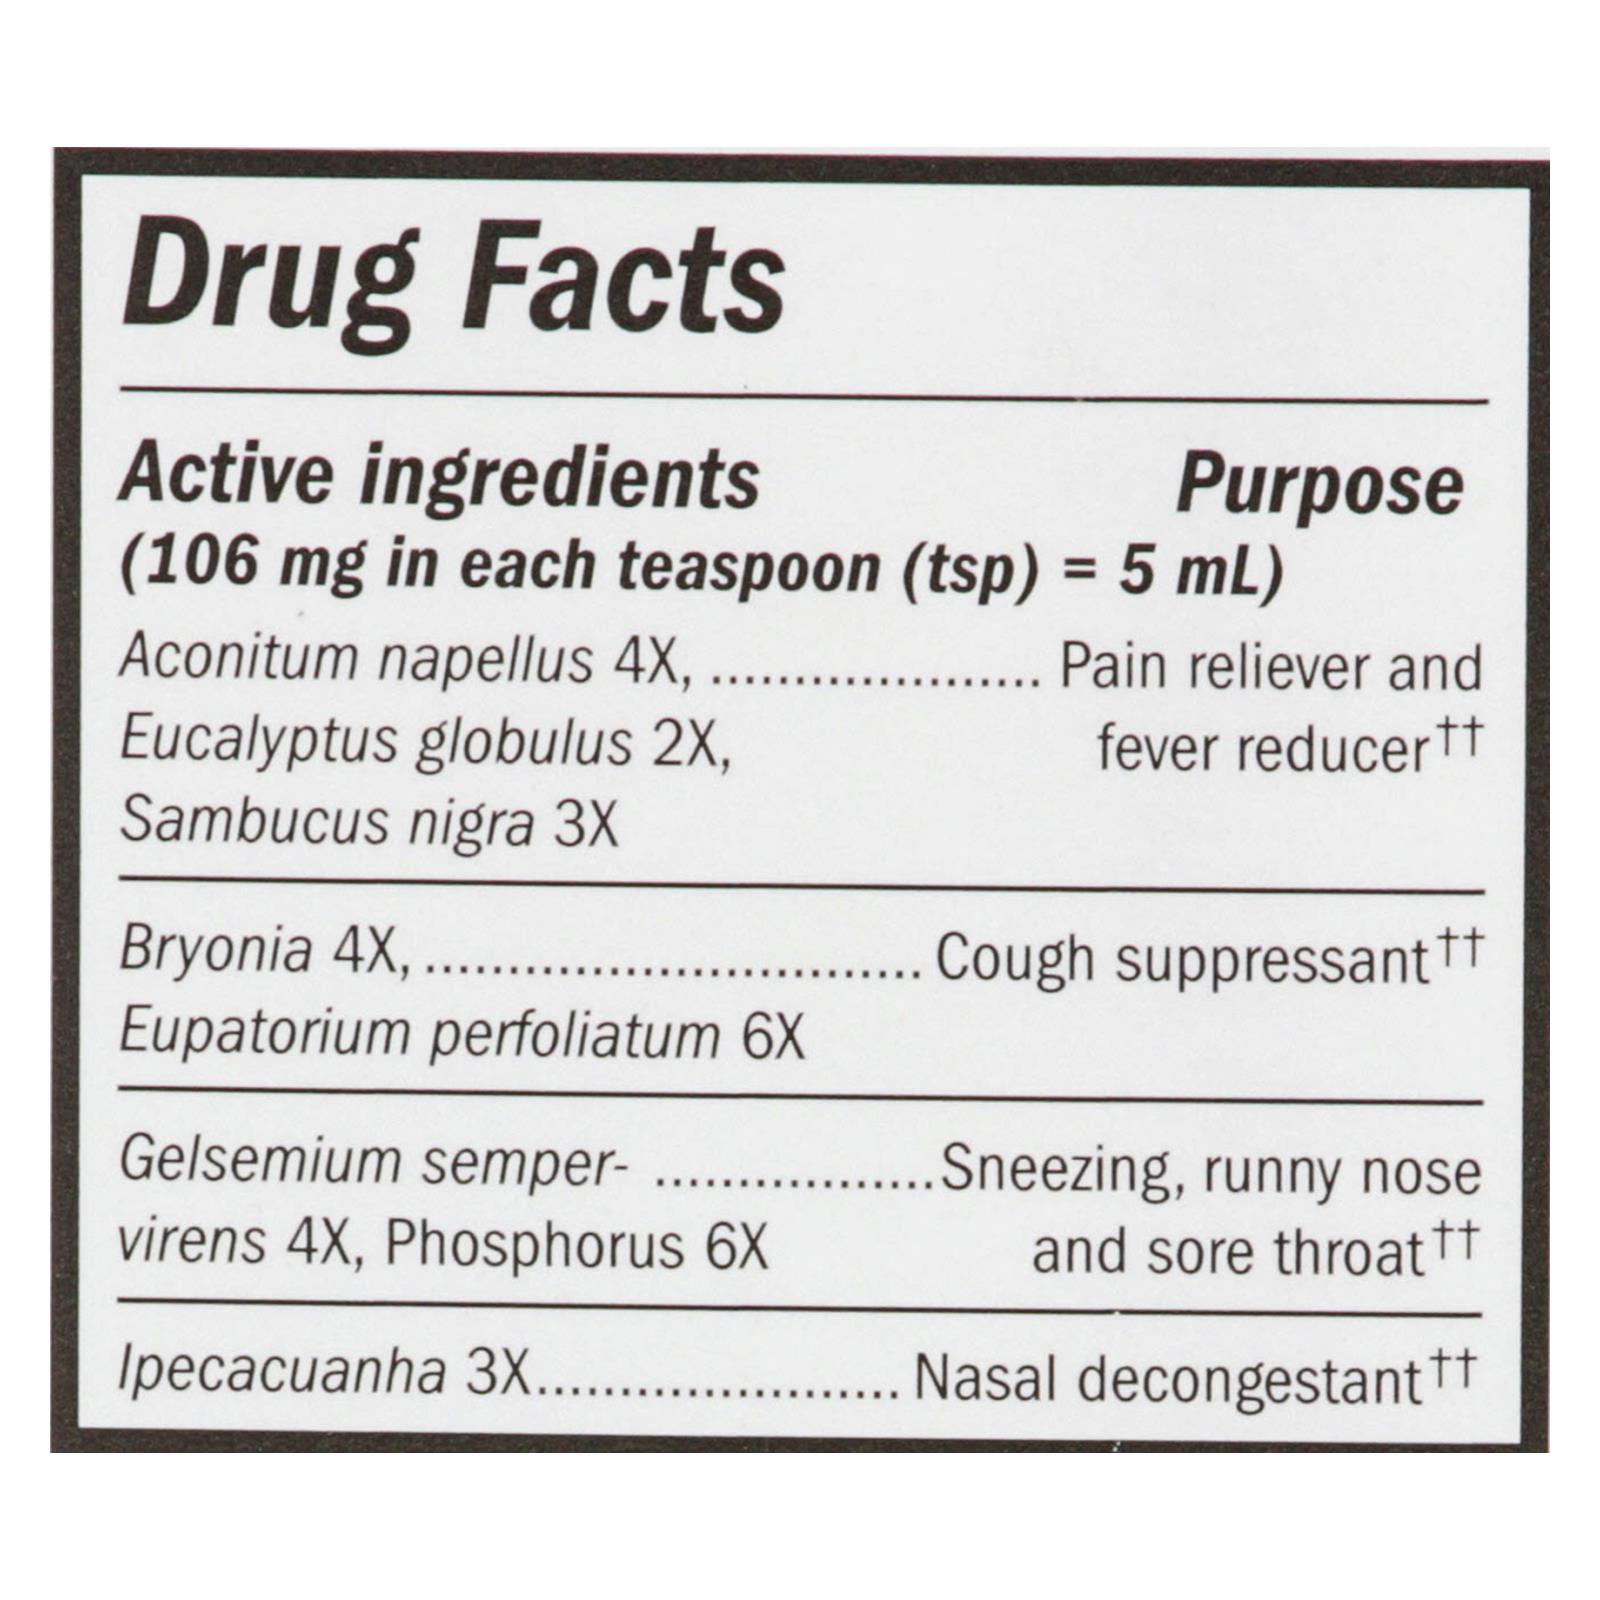 Drug Facts
Active ingredients Purpose
(106 mg in each teaspoon (tsp) = 5 mL)
Aconitum napellus 4X, .................... Pain reliever and
Eucalyptus globulus 2X, fever reducer††
Sambucus nigra 3X
Bryonia 4X, .............................. Cough suppressant††
Eupatorium perfoliatum 6X
Gelsemium semper- .................Sneezing, runny nose
virens 4X, Phosphorus 6X and sore throat††
Ipecacuanha 3X...................... Nasal decongestant††